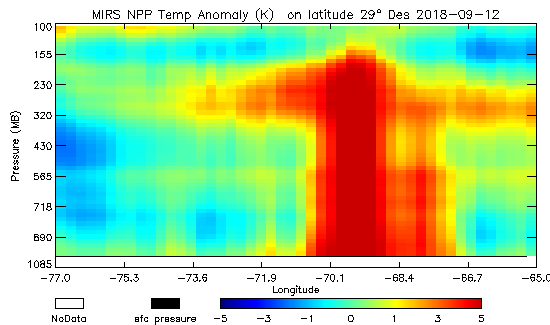 MIRS NPP Temp Anomaly (K) on latitude 29° Des 2018-09-12
100
155
230
320
430
565
718
890
1085
Pressure (MB)
-77.0 -75.3 -73.6 -71.9 -70.1 -68.4 -66.7 -65.0
Longitude
NoData sfc pressure -5 -3 -1 0 1 3 5